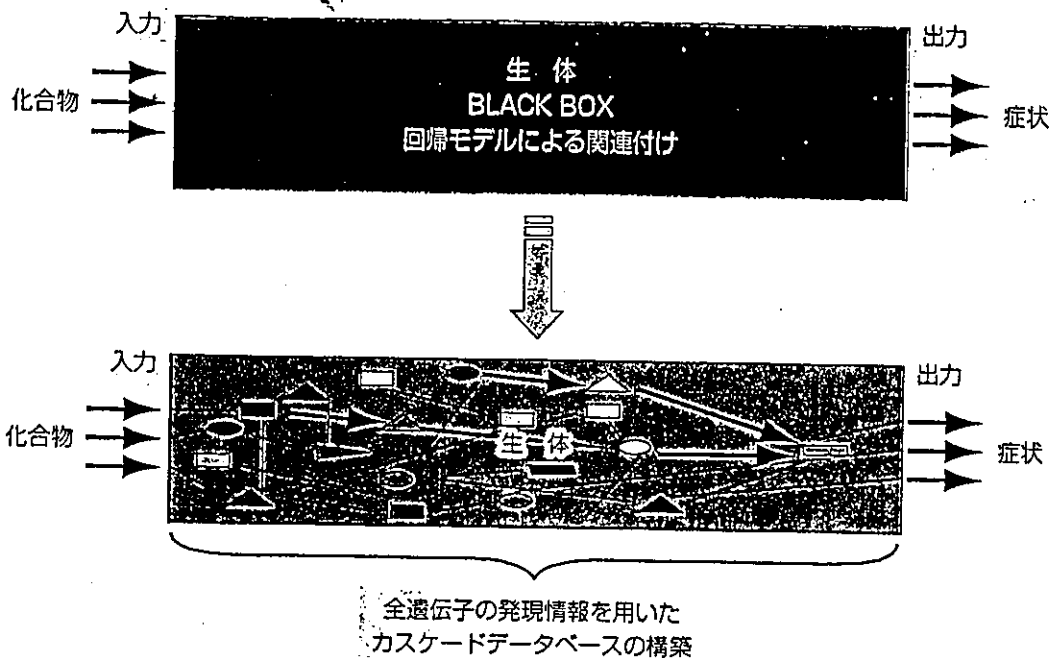 入力
出力
化合物
生 体
BLACK BOX
回帰モデルによる関連付け
症状
入力
出力
化合物
生 体
症状
全遺伝子の発現情報を用いた
カスケードデータベースの構築